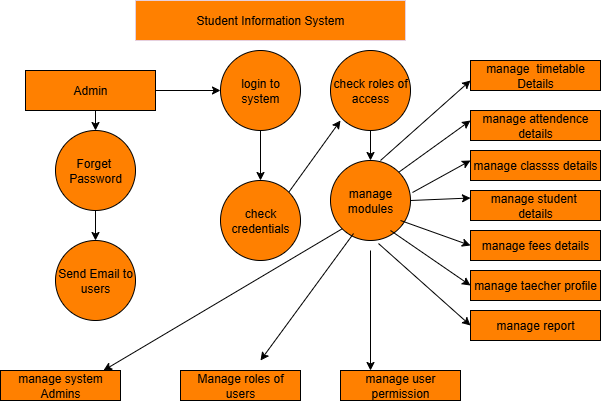 Student Information System
Admin
login to
system
check roles of
access
manage  timetable
Details
manage attendence
details
Forget
Password
manage classss details
manage
modules
manage student
details
check
credentials
manage fees details
Send Email to
users
manage taecher profile
manage report
manage system
Admins
Manage roles of
users
manage user
permission